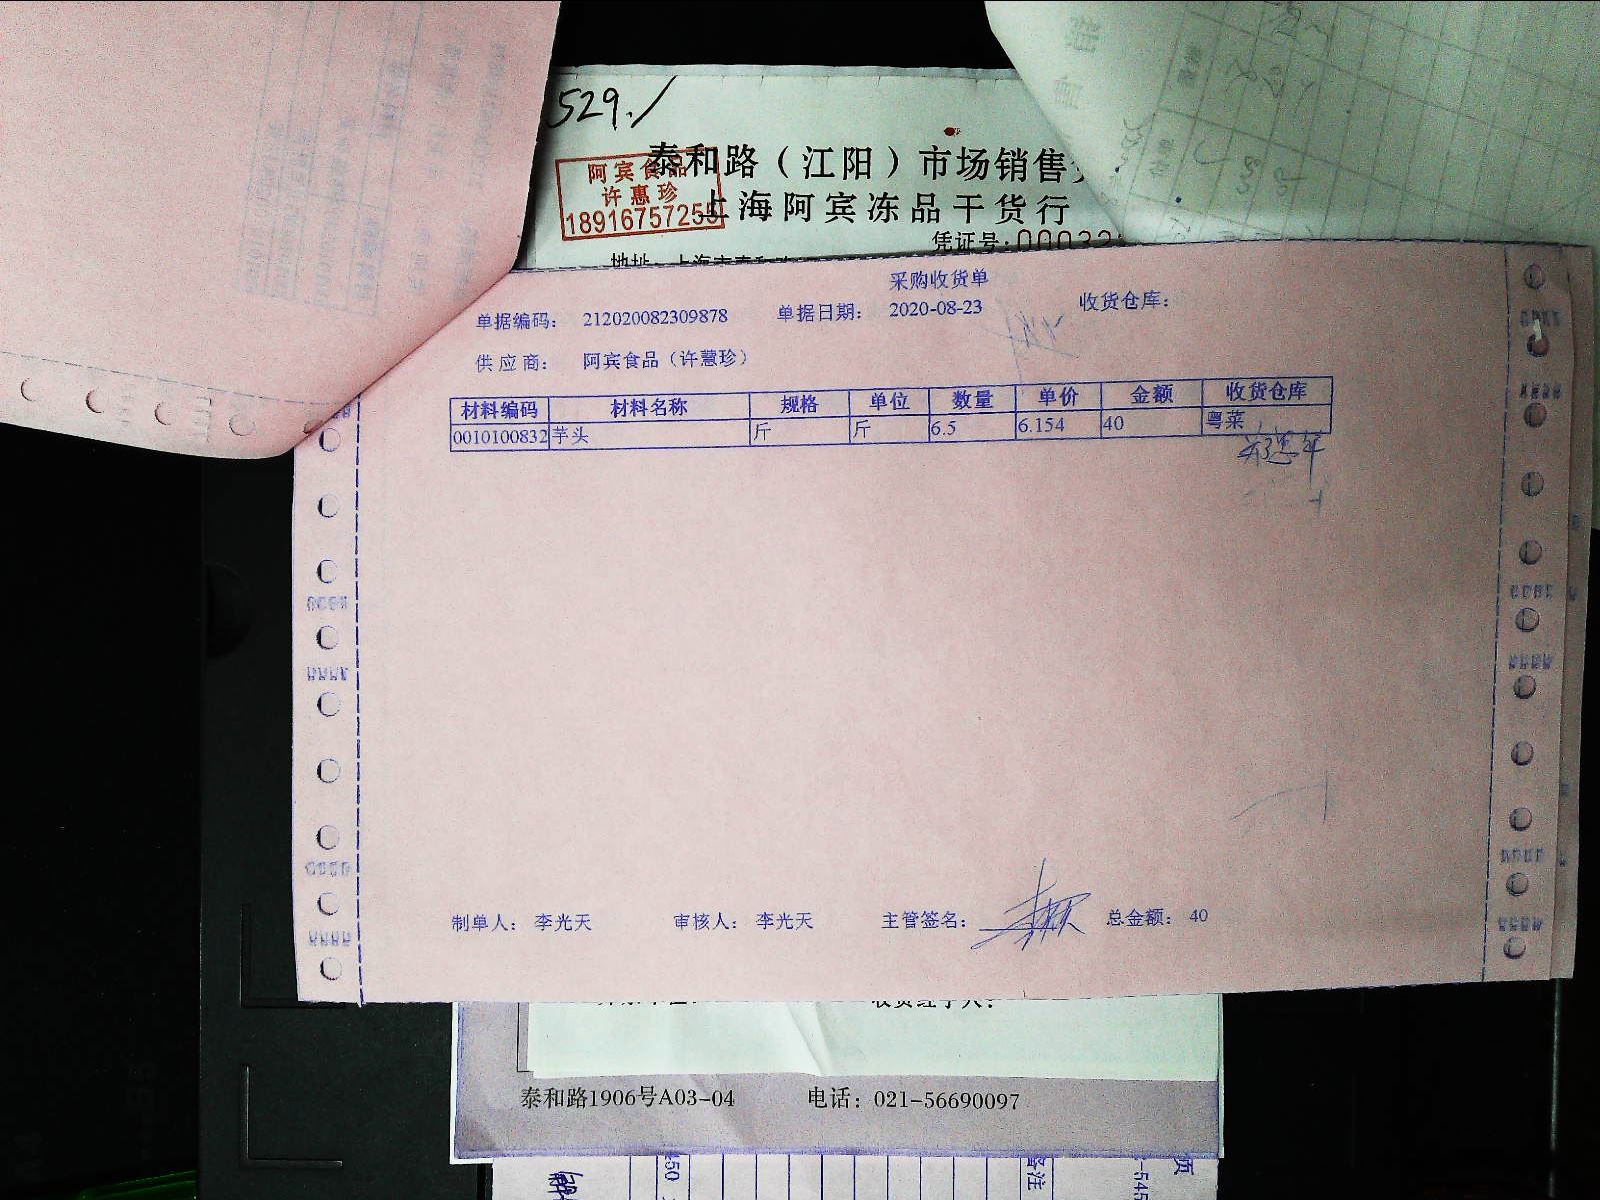 529./
泰和路（江阳）市场销售
阿宾食品
许惠珍
18916757255
上海阿宾冻品干货行
凭证号:00032
采购收货单
单据编码： 212020082309878 单据日期： 2020-08-23 收货仓库：
供应商： 阿宾食品（许慧珍）
材料编码 材料名称 规格 单位 数量 单价 金额 收货仓库
0010100832 芋头 斤 斤 6.5 6.154 40 粤菜
制单人： 李光天 审核人： 李光天 主管签名： 总金额： 40
泰和路1906号A03-04 电话：021-56690097
备注